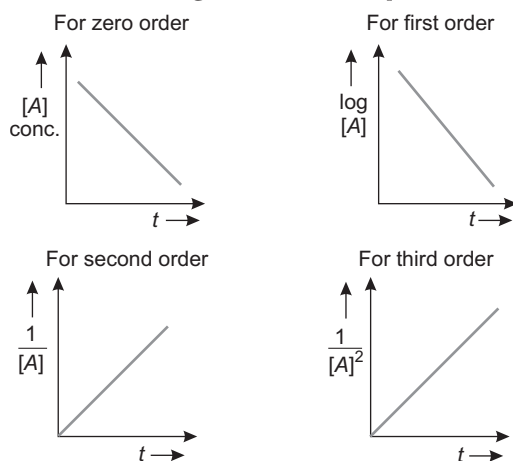 For zero order
[A]
conc.
t
For first order
log
[A]
t
For second order
1
[A]
t
For third order
1
[A]2
t